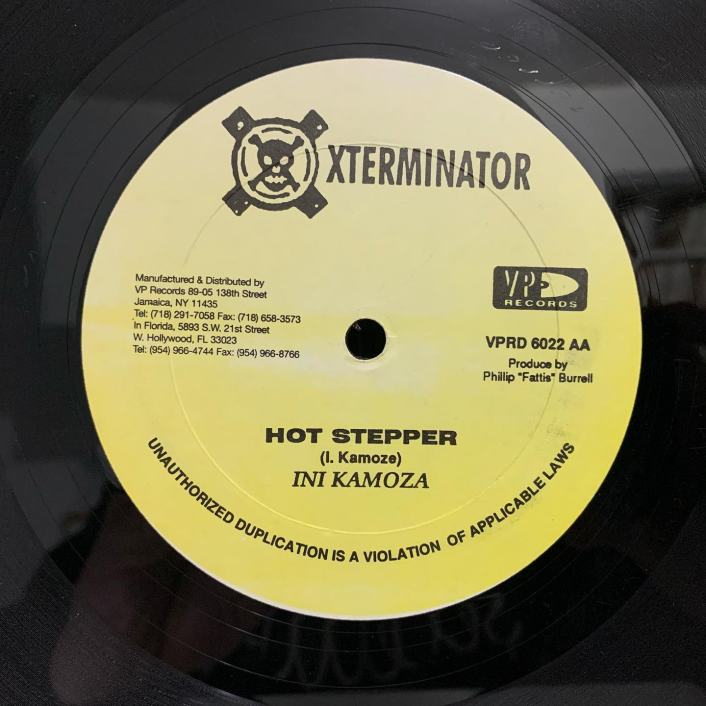 XTERMINATOR
Manufactured & Distributed by
VP Records 89-05 138th Street
Jamaica, NY 11435
Tel: (718) 291-7058 Fax: (718) 658-3573
In Florida, 5893 S.W. 21st Street
W. Hollywood, FL 33023
Tel: (954) 966-4744 Fax: (954) 966-8766
VP
RECORDS
VPRD 6022 AA
Produce by
Phillip "Fattis" Burrell
HOT STEPPER
(I. Kamoze)
INI KAMOZA
UNAUTHORIZED DUPLICATION IS A VIOLATION OF APPLICABLE LAWS